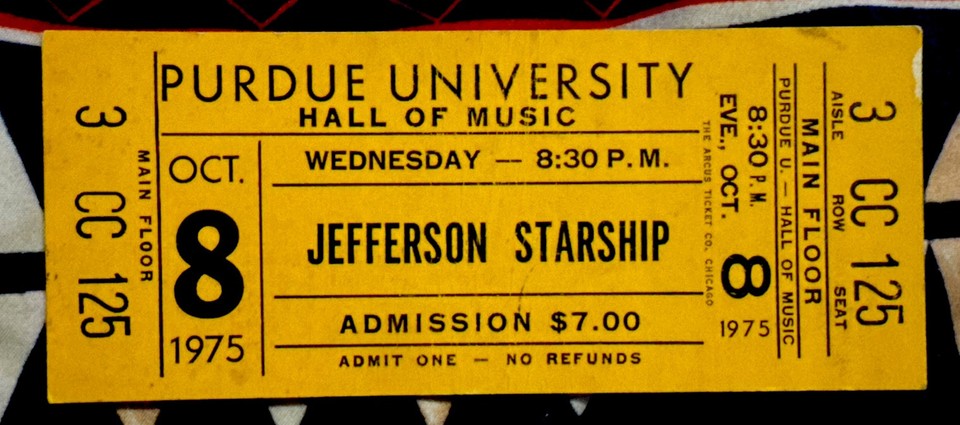 3 CC 125
MAIN FLOOR
PURDUE UNIVERSITY
HALL OF MUSIC
OCT.
8
1975
WEDNESDAY — 8:30 P.M.
JEFFERSON STARSHIP
ADMISSION $7.00
ADMIT ONE — NO REFUNDS
THE ARCUS TICKET CO. CHICAGO
8:30 P.M.
EVE., OCT.
8
1975
PURDUE U. — HALL OF MUSIC
MAIN FLOOR
AISLE ROW SEAT
3 CC 125